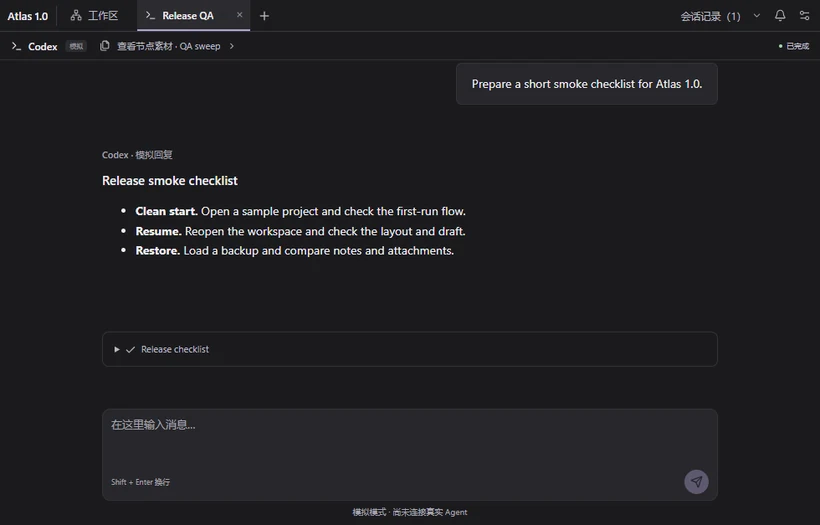 Atlas 1.0 工作区 Release QA × + 会话记录 (1)
Codex 模拟 查看节点素材 · QA sweep 已完成
Prepare a short smoke checklist for Atlas 1.0.
Codex · 模拟回复
Release smoke checklist
• Clean start. Open a sample project and check the first-run flow.
• Resume. Reopen the workspace and check the layout and draft.
• Restore. Load a backup and compare notes and attachments.
Release checklist
在这里输入消息...
Shift + Enter 换行
模拟模式 · 尚未连接真实 Agent